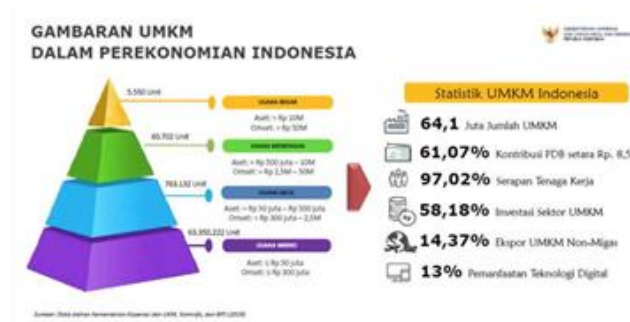 GAMBARAN UMKM
DALAM PEREKONOMIAN INDONESIA
5.550 Unit
USAHA BESAR
Aset: > Rp 10M
Omset: > Rp 50M
60.702 Unit
USAHA MENENGAH
Aset: > Rp 500 juta – 10M
Omset: > Rp 2,5M – 50M
783.132 Unit
USAHA KECIL
Aset: > Rp 50 juta – Rp 500 juta
Omset: > Rp 300 juta – 2,5M
63.350.222 Unit
USAHA MIKRO
Aset: ≤ Rp 50 juta
Omset: ≤ Rp 300 juta
Statistik UMKM Indonesia
64,1 Juta Jumlah UMKM
61,07% Kontribusi PDB setara Rp. 8,5
97,02% Serapan Tenaga Kerja
58,18% Investasi Sektor UMKM
14,37% Ekspor UMKM Non-Migas
13% Pemanfaatan Teknologi Digital